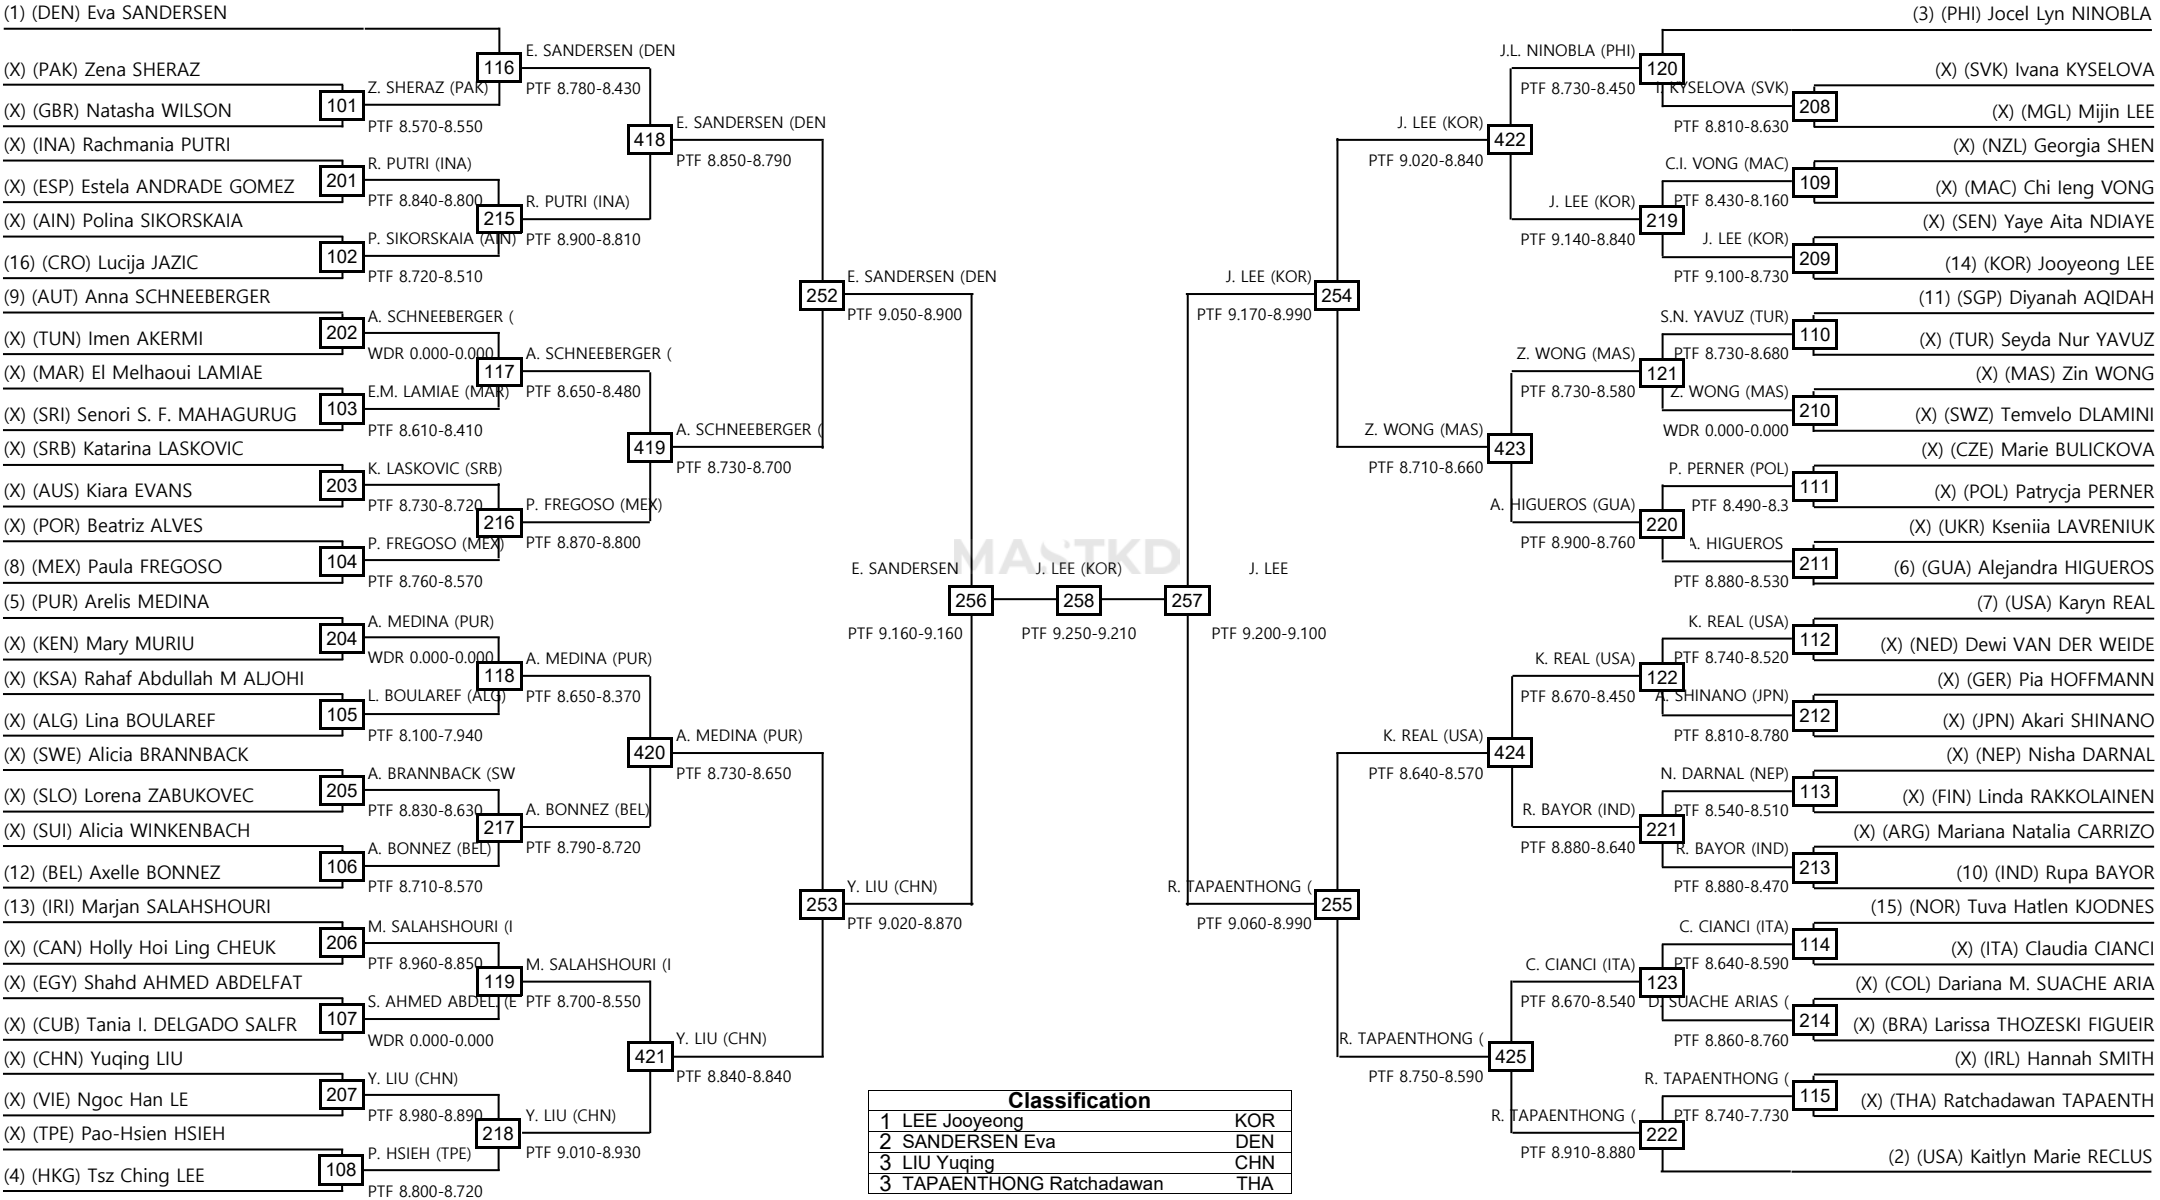 (1) (DEN) Eva SANDERSEN
(X) (PAK) Zena SHERAZ
(X) (GBR) Natasha WILSON
(X) (INA) Rachmania PUTRI
(X) (ESP) Estela ANDRADE GOMEZ
(X) (AIN) Polina SIKORSKAIA
(16) (CRO) Lucija JAZIC
(9) (AUT) Anna SCHNEEBERGER
(X) (TUN) Imen AKERMI
(X) (MAR) El Melhaoui LAMIAE
(X) (SRI) Senori S. F. MAHAGURUG
(X) (SRB) Katarina LASKOVIC
(X) (AUS) Kiara EVANS
(X) (POR) Beatriz ALVES
(8) (MEX) Paula FREGOSO
(5) (PUR) Arelis MEDINA
(X) (KEN) Mary MURIU
(X) (KSA) Rahaf Abdullah M ALJOHI
(X) (ALG) Lina BOULAREF
(X) (SWE) Alicia BRANNBACK
(X) (SLO) Lorena ZABUKOVEC
(X) (SUI) Alicia WINKENBACH
(12) (BEL) Axelle BONNEZ
(13) (IRI) Marjan SALAHSHOURI
(X) (CAN) Holly Hoi Ling CHEUK
(X) (EGY) Shahd AHMED ABDELFAT
(X) (CUB) Tania I. DELGADO SALFR
(X) (CHN) Yuqing LIU
(X) (VIE) Ngoc Han LE
(X) (TPE) Pao-Hsien HSIEH
(4) (HKG) Tsz Ching LEE
101
Z. SHERAZ (PAK)
PTF 8.570-8.550
201
R. PUTRI (INA)
PTF 8.840-8.800
102
P. SIKORSKAIA (AIN)
PTF 8.720-8.510
202
A. SCHNEEBERGER (
WDR 0.000-0.000
103
E.M. LAMIAE (MAR)
PTF 8.610-8.410
203
K. LASKOVIC (SRB)
PTF 8.730-8.720
104
P. FREGOSO (MEX)
PTF 8.760-8.570
204
A. MEDINA (PUR)
WDR 0.000-0.000
105
L. BOULAREF (ALG)
PTF 8.100-7.940
205
A. BRANNBACK (SW
PTF 8.830-8.630
106
A. BONNEZ (BEL)
PTF 8.710-8.570
206
M. SALAHSHOURI (I
PTF 8.960-8.850
107
S. AHMED ABDEL. (E
WDR 0.000-0.000
207
Y. LIU (CHN)
PTF 8.980-8.890
108
P. HSIEH (TPE)
PTF 8.800-8.720
116
E. SANDERSEN (DEN
PTF 8.780-8.430
215
R. PUTRI (INA)
PTF 8.900-8.810
117
A. SCHNEEBERGER (
PTF 8.650-8.480
216
P. FREGOSO (MEX)
PTF 8.870-8.800
118
A. MEDINA (PUR)
PTF 8.650-8.370
217
A. BONNEZ (BEL)
PTF 8.790-8.720
119
M. SALAHSHOURI (I
PTF 8.700-8.550
218
Y. LIU (CHN)
PTF 9.010-8.930
418
E. SANDERSEN (DEN
PTF 8.850-8.790
419
A. SCHNEEBERGER (
PTF 8.730-8.700
420
A. MEDINA (PUR)
PTF 8.730-8.650
421
Y. LIU (CHN)
PTF 8.840-8.840
252
E. SANDERSEN (DEN
PTF 9.050-8.900
253
Y. LIU (CHN)
PTF 9.020-8.870
MASTKD
E. SANDERSEN
256
PTF 9.160-9.160
J. LEE (KOR)
258
PTF 9.250-9.210
J. LEE
257
PTF 9.200-9.100
J. LEE (KOR)
254
PTF 9.170-8.990
R. TAPAENTHONG (
255
PTF 9.060-8.990
J. LEE (KOR)
422
PTF 9.020-8.840
Z. WONG (MAS)
423
PTF 8.710-8.660
K. REAL (USA)
424
PTF 8.640-8.570
R. TAPAENTHONG (
425
PTF 8.750-8.590
J.L. NINOBLA (PHI)
120
PTF 8.730-8.450
J. LEE (KOR)
219
PTF 9.140-8.840
Z. WONG (MAS)
121
PTF 8.730-8.580
A. HIGUEROS (GUA)
220
PTF 8.900-8.760
K. REAL (USA)
122
PTF 8.670-8.450
R. BAYOR (IND)
221
PTF 8.880-8.640
C. CIANCI (ITA)
123
PTF 8.670-8.540
R. TAPAENTHONG (
222
PTF 8.910-8.880
I. KYSELOVA (SVK)
208
PTF 8.810-8.630
C.I. VONG (MAC)
109
PTF 8.430-8.160
J. LEE (KOR)
209
PTF 9.100-8.730
S.N. YAVUZ (TUR)
110
PTF 8.730-8.680
Z. WONG (MAS)
210
WDR 0.000-0.000
P. PERNER (POL)
111
PTF 8.490-8.3
A. HIGUEROS
211
PTF 8.880-8.530
K. REAL (USA)
112
PTF 8.740-8.520
A. SHINANO (JPN)
212
PTF 8.810-8.780
N. DARNAL (NEP)
113
PTF 8.540-8.510
R. BAYOR (IND)
213
PTF 8.880-8.470
C. CIANCI (ITA)
114
PTF 8.640-8.590
D. SUACHE ARIAS (
214
PTF 8.860-8.760
R. TAPAENTHONG (
115
PTF 8.740-7.730
(3) (PHI) Jocel Lyn NINOBLA
(X) (SVK) Ivana KYSELOVA
(X) (MGL) Mijin LEE
(X) (NZL) Georgia SHEN
(X) (MAC) Chi Ieng VONG
(X) (SEN) Yaye Aita NDIAYE
(14) (KOR) Jooyeong LEE
(11) (SGP) Diyanah AQIDAH
(X) (TUR) Seyda Nur YAVUZ
(X) (MAS) Zin WONG
(X) (SWZ) Temvelo DLAMINI
(X) (CZE) Marie BULICKOVA
(X) (POL) Patrycja PERNER
(X) (UKR) Kseniia LAVRENIUK
(6) (GUA) Alejandra HIGUEROS
(7) (USA) Karyn REAL
(X) (NED) Dewi VAN DER WEIDE
(X) (GER) Pia HOFFMANN
(X) (JPN) Akari SHINANO
(X) (NEP) Nisha DARNAL
(X) (FIN) Linda RAKKOLAINEN
(X) (ARG) Mariana Natalia CARRIZO
(10) (IND) Rupa BAYOR
(15) (NOR) Tuva Hatlen KJODNES
(X) (ITA) Claudia CIANCI
(X) (COL) Dariana M. SUACHE ARIA
(X) (BRA) Larissa THOZESKI FIGUEIR
(X) (IRL) Hannah SMITH
(X) (THA) Ratchadawan TAPAENTH
(2) (USA) Kaitlyn Marie RECLUS
Classification
1 LEE Jooyeong KOR
2 SANDERSEN Eva DEN
3 LIU Yuqing CHN
3 TAPAENTHONG Ratchadawan THA